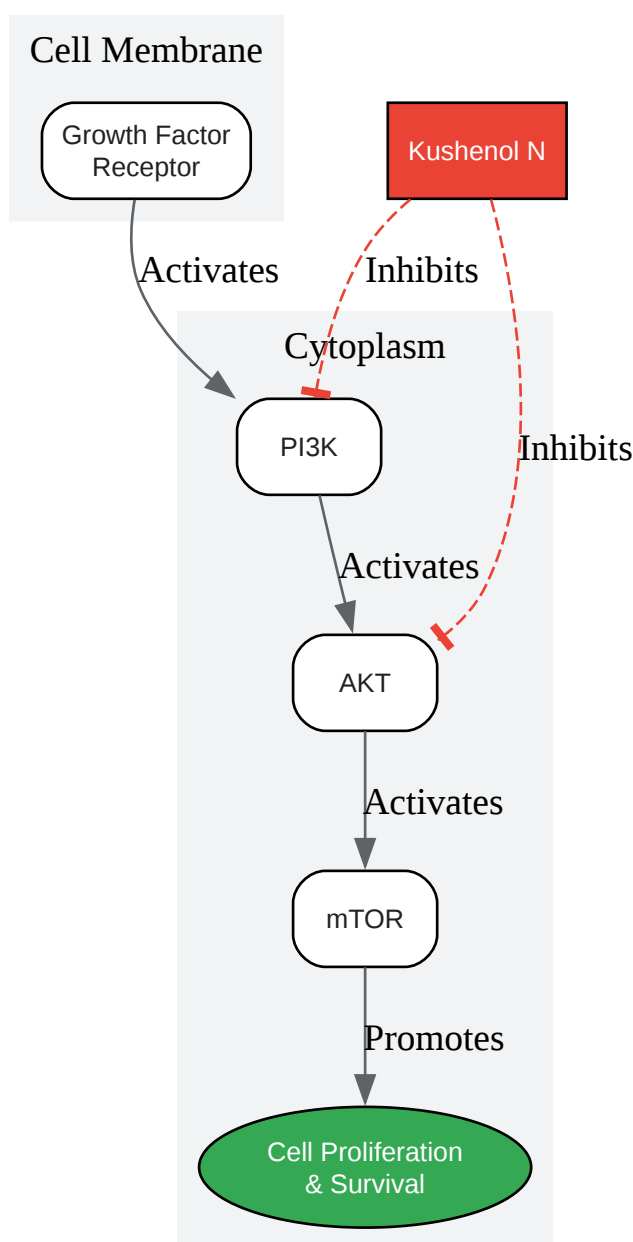 Cell Membrane
Growth Factor
Receptor
Kushenol N
Activates
Inhibits
Cytoplasm
PI3K
Inhibits
Activates
AKT
Activates
mTOR
Promotes
Cell Proliferation
& Survival